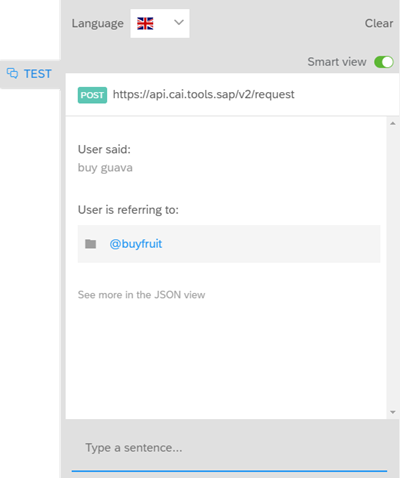 Language
Clear
Smart view
TEST
POST https://api.cai.tools.sap/v2/request
User said:
buy guava
User is referring to:
@buyfruit
See more in the JSON view
Type a sentence...